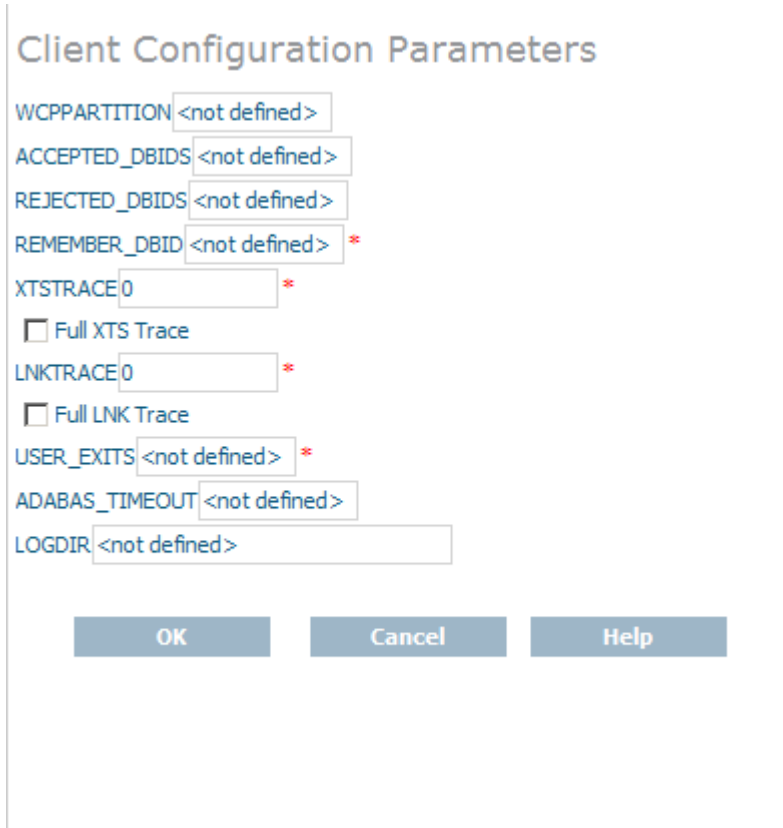 Client Configuration Parameters
WCPPARTITION <not defined>
ACCEPTED_DBIDS <not defined>
REJECTED_DBIDS <not defined>
REMEMBER_DBID <not defined> *
XTSTRACE 0 *
Full XTS Trace
LNKTRACE 0 *
Full LNK Trace
USER_EXITS <not defined> *
ADABAS_TIMEOUT <not defined>
LOGDIR <not defined>
OK Cancel Help